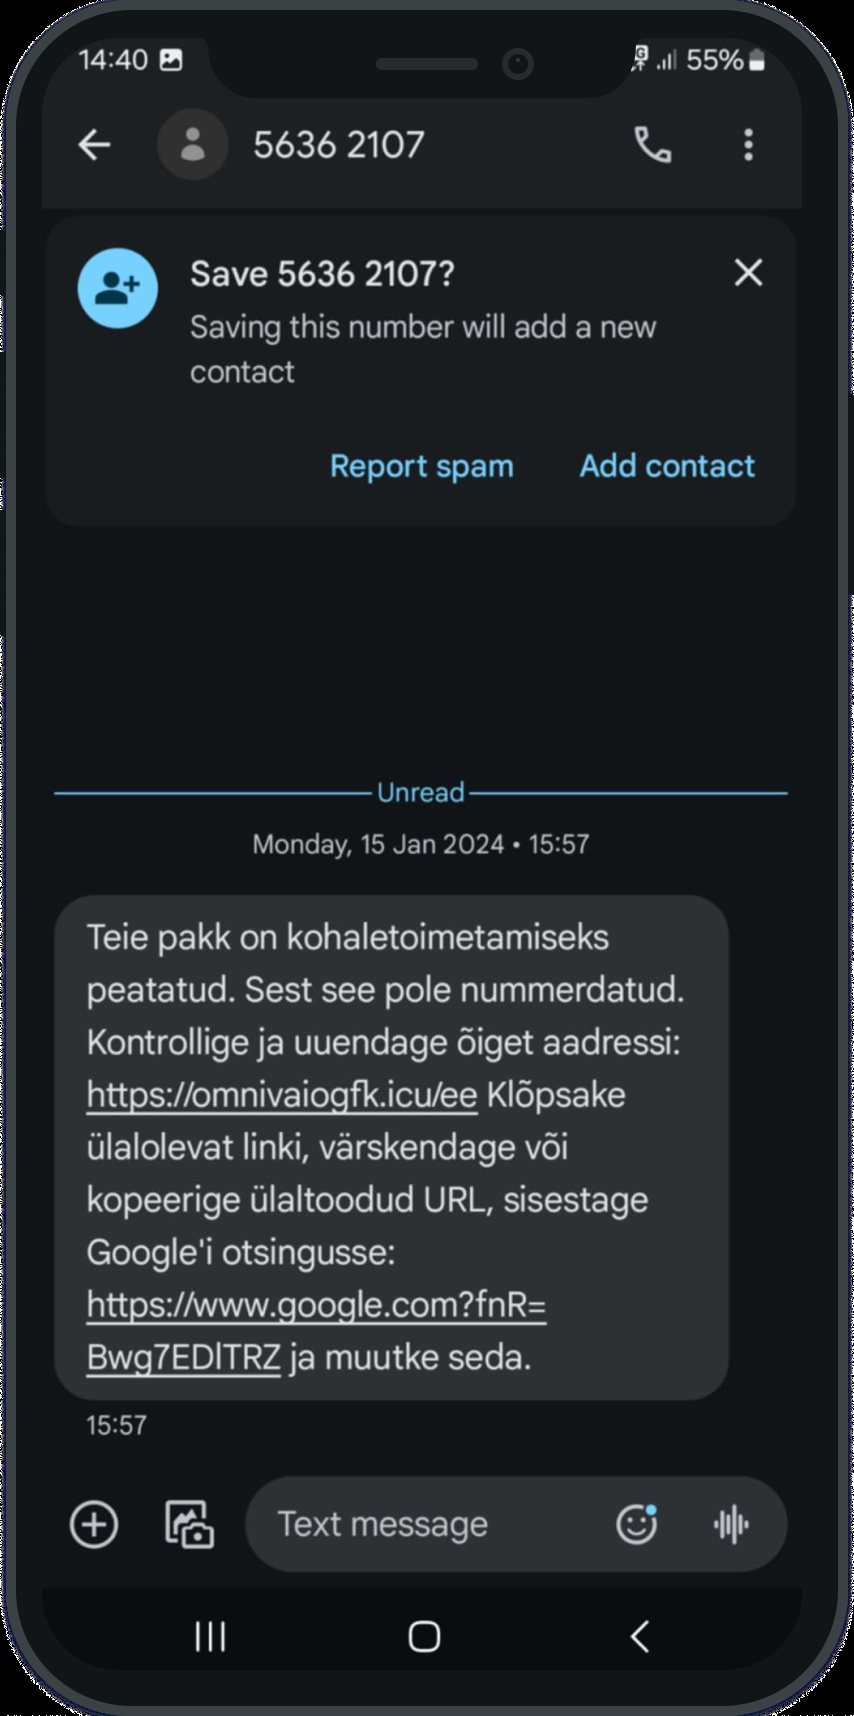 14:40 55%
5636 2107
Save 5636 2107?
Saving this number will add a new
contact
Report spam Add contact
Unread
Monday, 15 Jan 2024 • 15:57
Teie pakk on kohaletoimetamiseks
peatatud. Sest see pole nummerdatud.
Kontrollige ja uuendage õiget aadressi:
https://omnivaiogfk.icu/ee Klõpsake
ülalolevat linki, värskendage või
kopeerige ülaltoodud URL, sisestage
Google'i otsingusse:
https://www.google.com?fnR=
Bwg7EDlTRZ ja muutke seda.
15:57
Text message